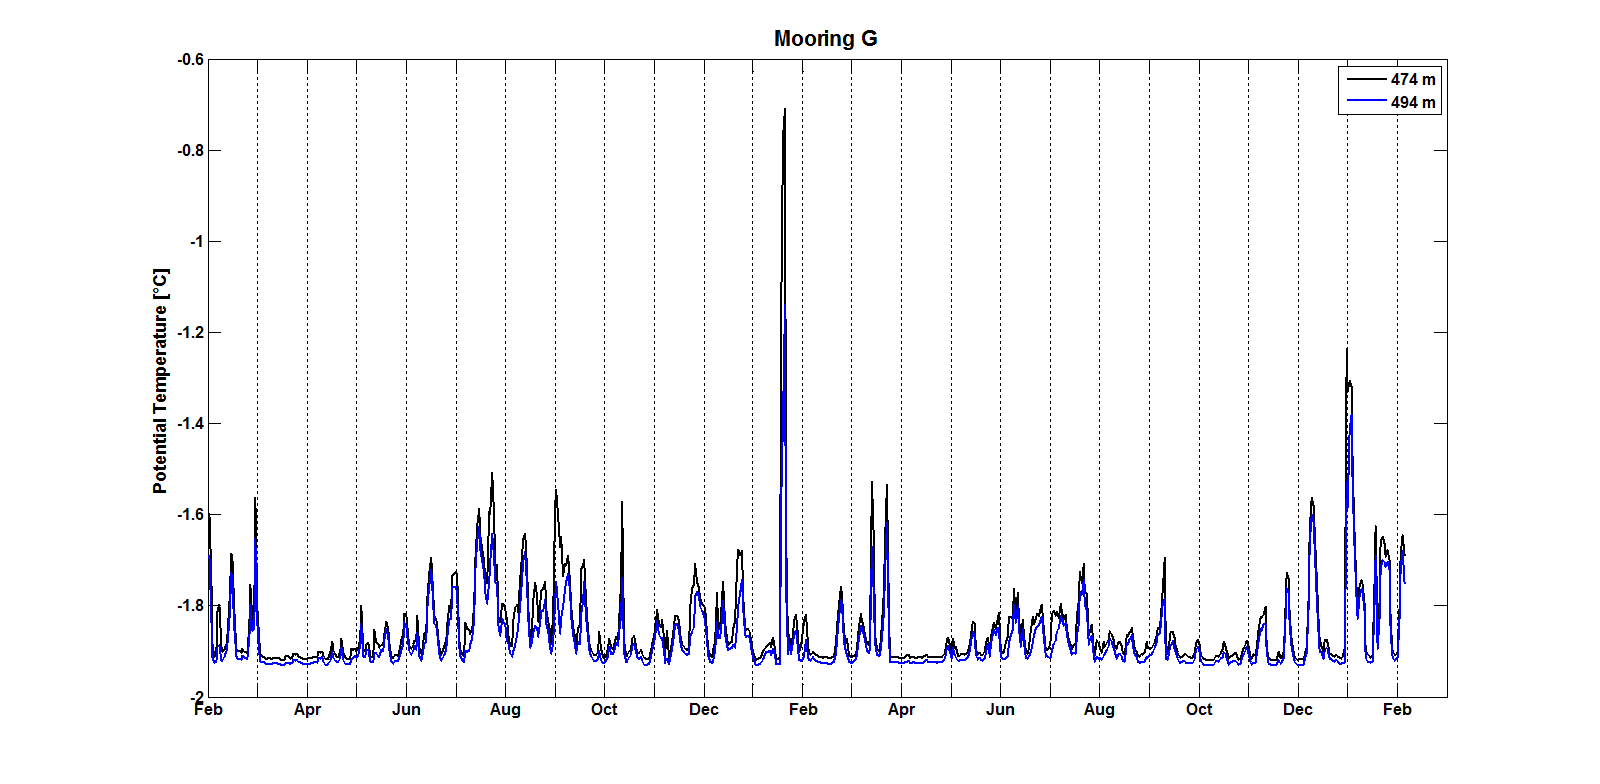 Mooring G
474 m
494 m
Potential Temperature [°C]
-0.6
-0.8
-1
-1.2
-1.4
-1.6
-1.8
-2
Feb Apr Jun Aug Oct Dec Feb Apr Jun Aug Oct Dec Feb